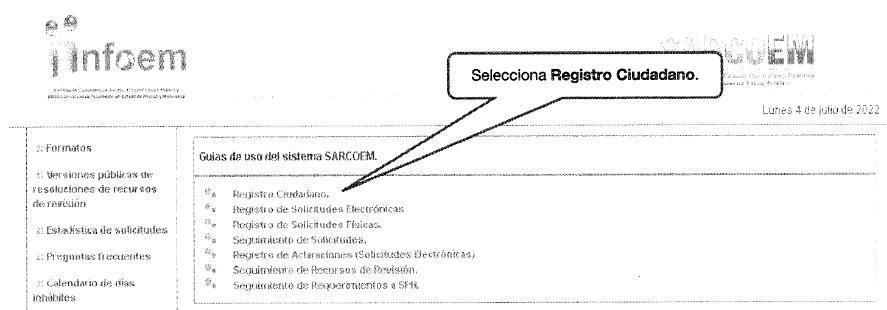 infoem
Selecciona Registro Ciudadano.
Lunes 4 de julio de 2022
Formatos
Versiones públicas de
resoluciones de recursos
de revisión
Estadística de solicitudes
Preguntas frecuentes
Calendario de días
inhábiles
Guías de uso del sistema SARCOEM.
Registro Ciudadano.
Registro de Solicitudes Electrónicas
Registro de Solicitudes Físicas.
Seguimiento de Solicitudes.
Registro de Aclaraciones (Solicitudes Electrónicas)
Seguimiento de Recursos de Revisión.
Seguimiento de Requerimientos a SPH.